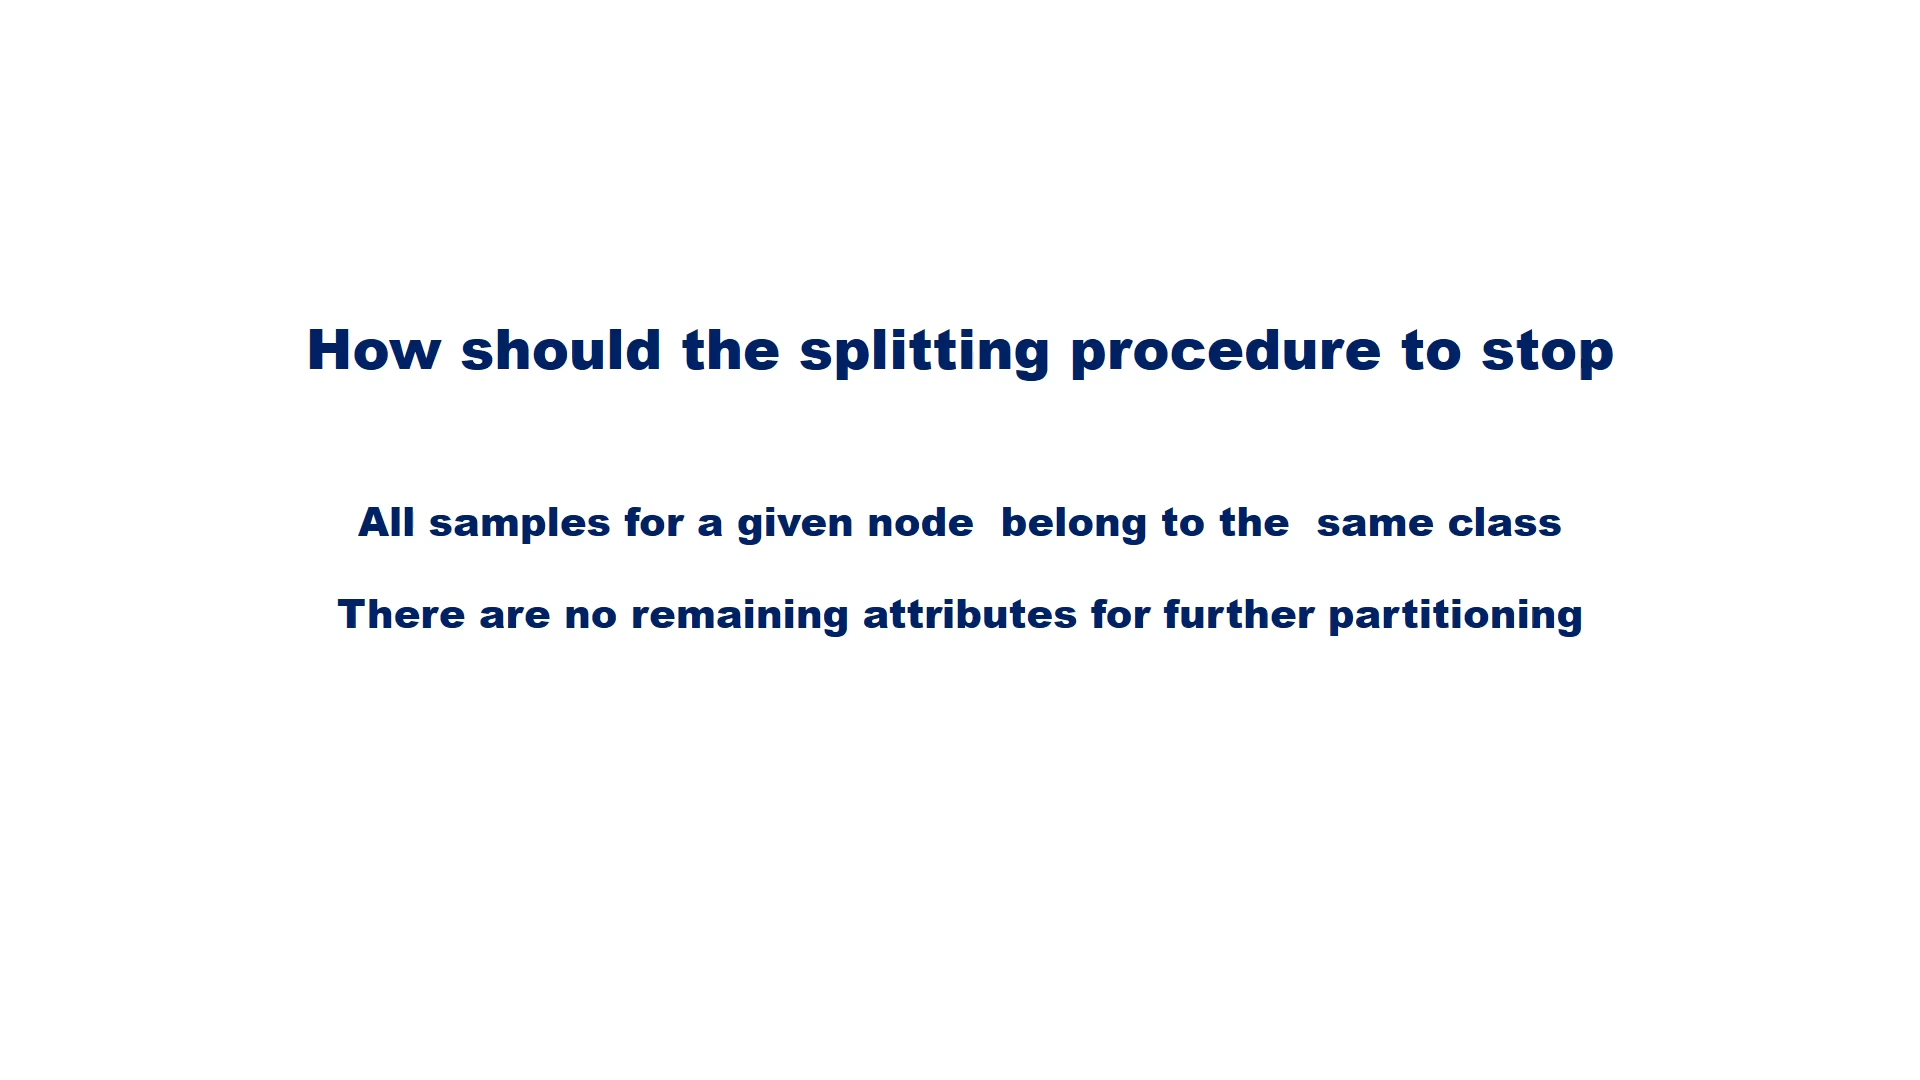 How should the splitting procedure to stop
All samples for a given node  belong to the  same class
There are no remaining attributes for further partitioning